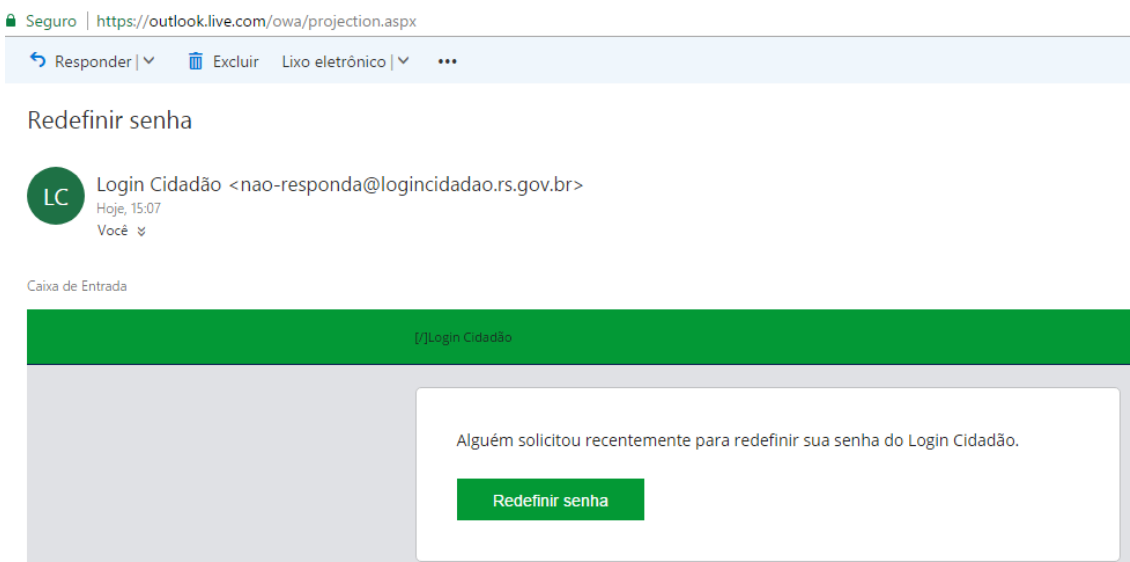 Seguro | https://outlook.live.com/owa/projection.aspx
Responder | Excluir Lixo eletrônico | •••
Redefinir senha
LC
Login Cidadão <nao-responda@logincidadao.rs.gov.br>
Hoje, 15:07
Você
Caixa de Entrada
[/]Login Cidadão
Alguém solicitou recentemente para redefinir sua senha do Login Cidadão.
Redefinir senha